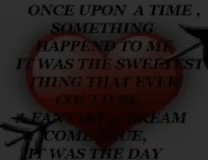 ONCE UPON A TIME ,
SOMETHING
HAPPEND TO ME
IT WAS THE SWEETEST
THING THAT EVER
COULD BE
A FANTASY A DREAM
COME TRUE,
IT WAS THE DAY